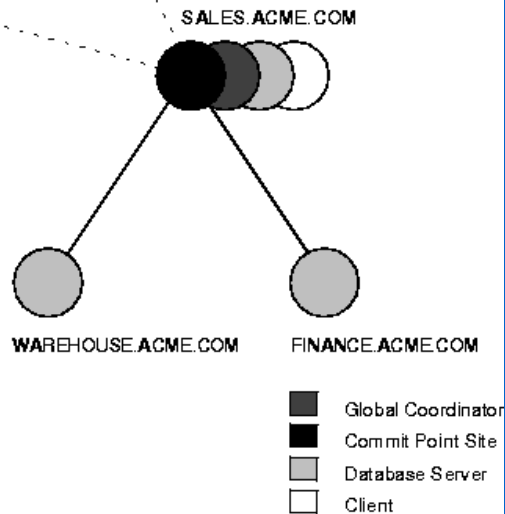 SALES.ACME.COM
WAREHOUSE.ACME.COM
FINANCE.ACME.COM
Global Coordinator
Commit Point Site
Database Server
Client